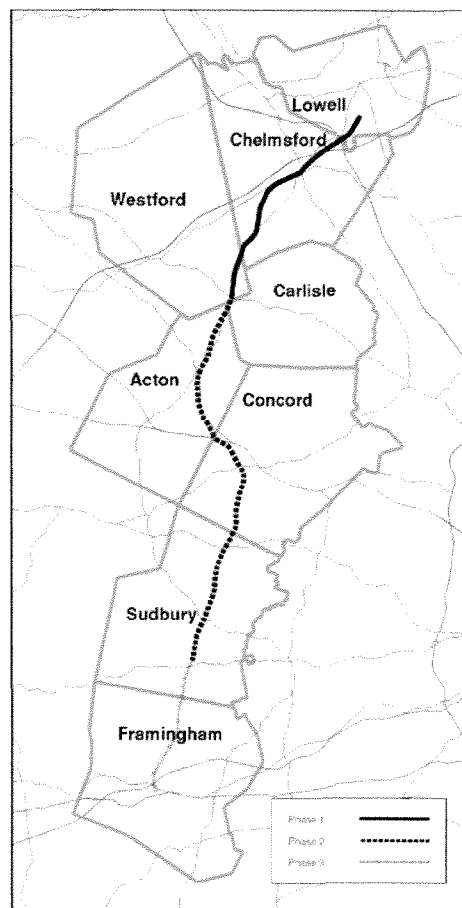 Lowell
Chelmsford
Westford
Carlisle
Acton
Concord
Sudbury
Framingham
Phase 1
Phase 2
Phase 3